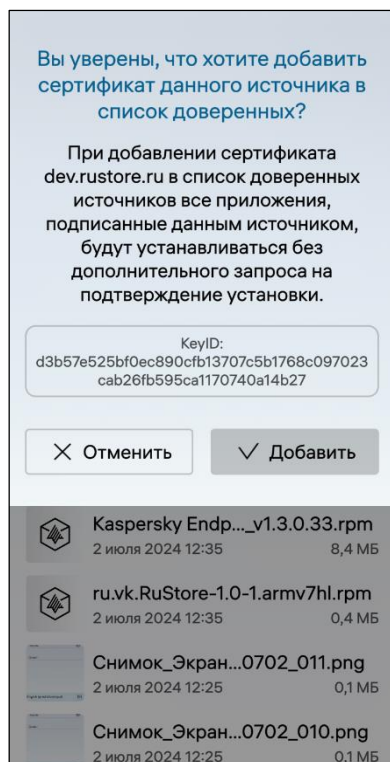 Вы уверены, что хотите добавить
сертификат данного источника в
список доверенных?
При добавлении сертификата
dev.rustore.ru в список доверенных
источников все приложения,
подписанные данным источником,
будут устанавливаться без
дополнительного запроса на
подтверждение установки.
KeyID:
d3b57e525bf0ec890cfb13707c5b1768c097023
cab26fb595ca1170740a14b27
Отменить
Добавить
Kaspersky Endp..._v1.3.0.33.rpm
2 июля 2024 12:35 8,4 МБ
ru.vk.RuStore-1.0-1.armv7hl.rpm
2 июля 2024 12:35 0,4 МБ
Снимок_Экран...0702_011.png
2 июля 2024 12:25 0,1 МБ
Снимок_Экран...0702_010.png
2 июля 2024 12:25 0,1 МБ